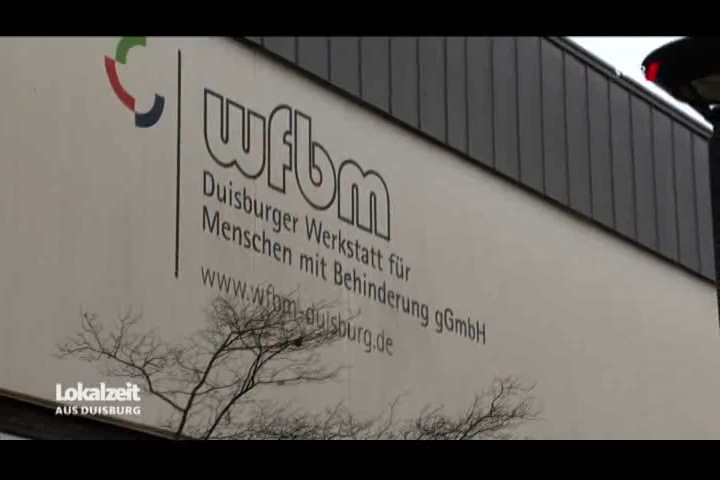 wfbm
Duisburger Werkstatt für
Menschen mit Behinderung gGmbH
www.wfbm-duisburg.de
Lokalzeit
AUS DUISBURG